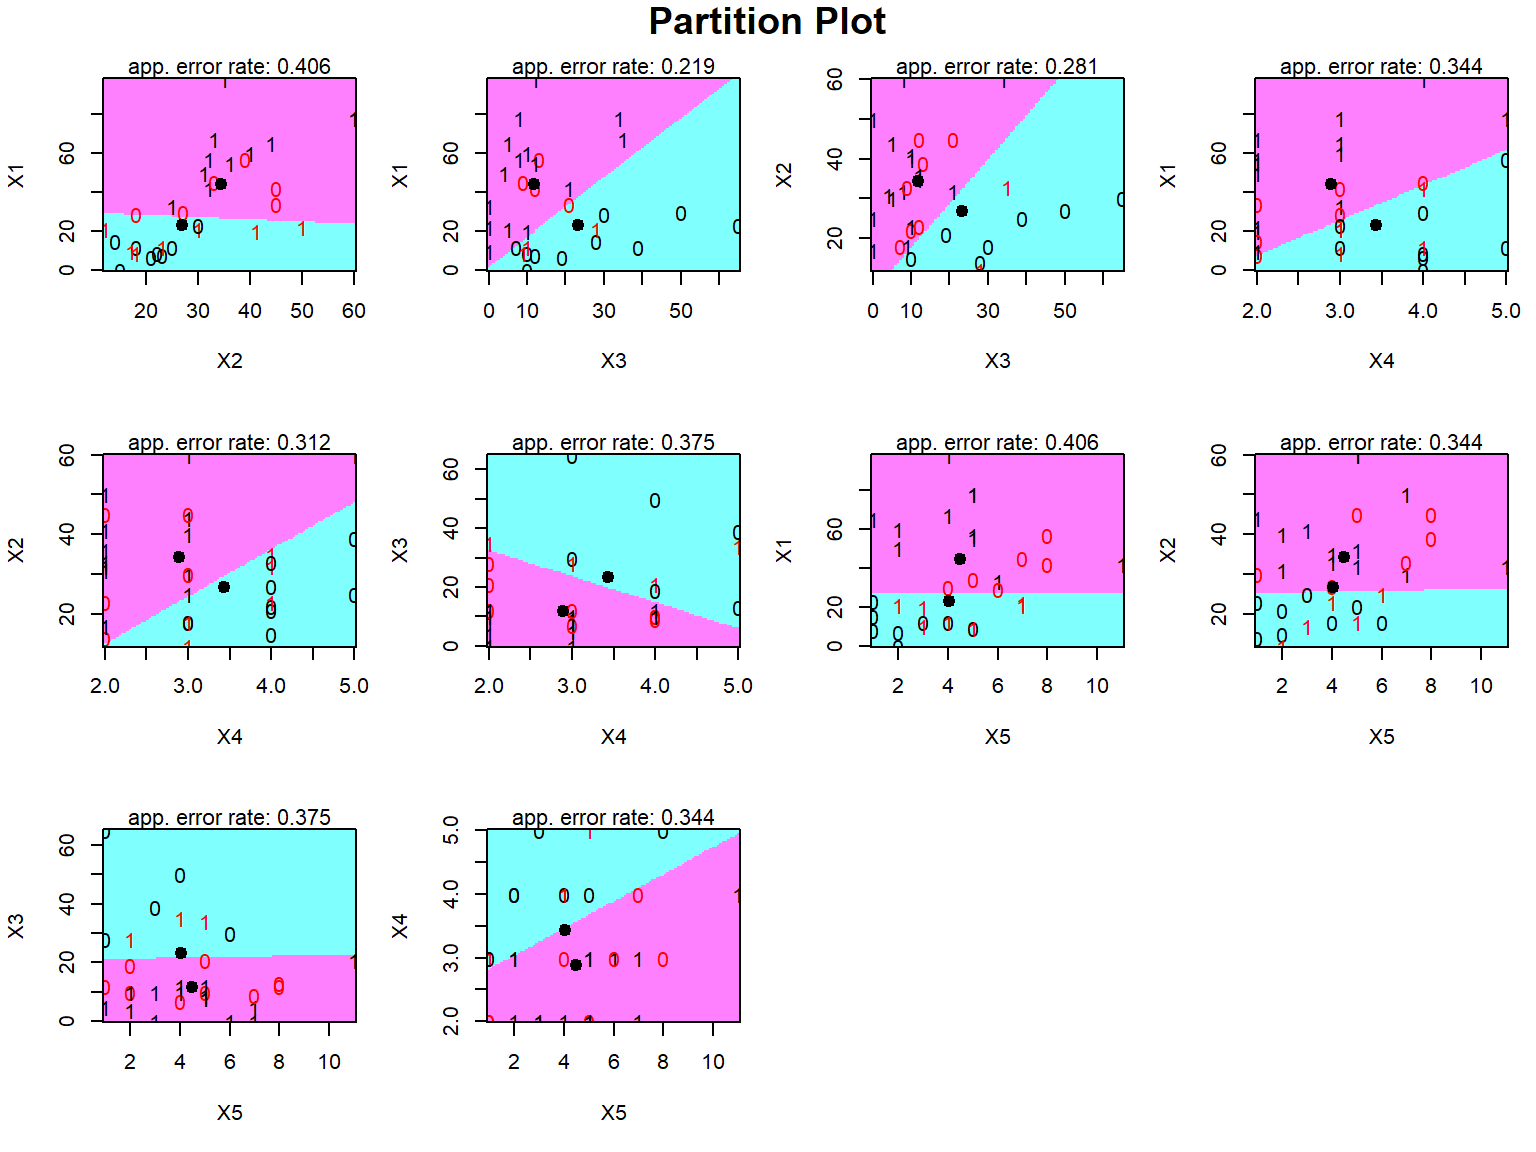 Partition Plot
app. error rate: 0.406
X1
0 20 60
20 30 40 50 60
X2
app. error rate: 0.219
X1
0 20 60
0 10 30 50
X3
app. error rate: 0.281
X2
20 40 60
0 10 30 50
X3
app. error rate: 0.344
X1
0 20 60
2.0 3.0 4.0 5.0
X4
app. error rate: 0.312
X2
20 40 60
2.0 3.0 4.0 5.0
X4
app. error rate: 0.375
X3
0 20 40 60
2.0 3.0 4.0 5.0
X4
app. error rate: 0.406
X1
0 20 60
2 4 6 8 10
X5
app. error rate: 0.344
X2
20 40 60
2 4 6 8 10
X5
app. error rate: 0.375
X3
0 20 40 60
2 4 6 8 10
X5
app. error rate: 0.344
X4
2.0 3.0 4.0 5.0
2 4 6 8 10
X5